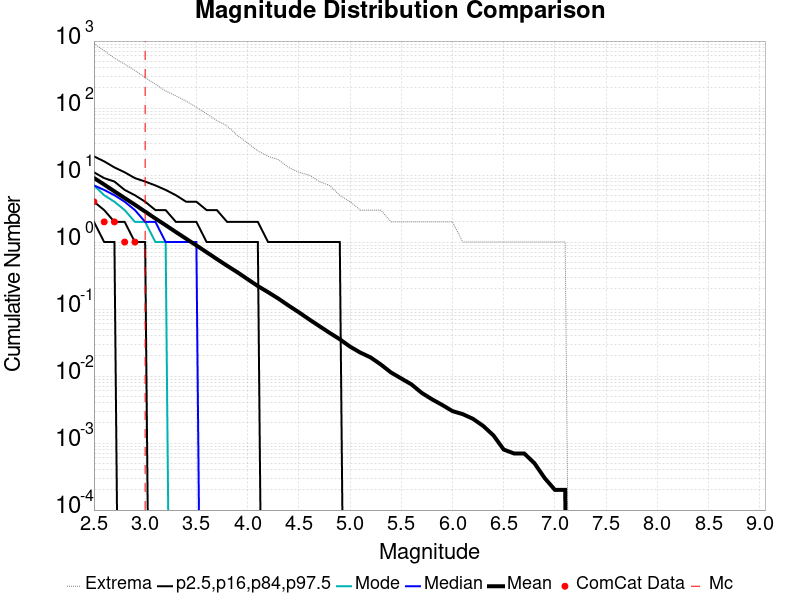 Magnitude Distribution Comparison
Cumulative Number
10^3
10^2
10^1
10^0
10^-1
10^-2
10^-3
10^-4
2.5 3.0 3.5 4.0 4.5 5.0 5.5 6.0 6.5 7.0 7.5 8.0 8.5 9.0
Magnitude
Extrema p2.5,p16,p84,p97.5 Mode Median Mean ComCat Data Mc